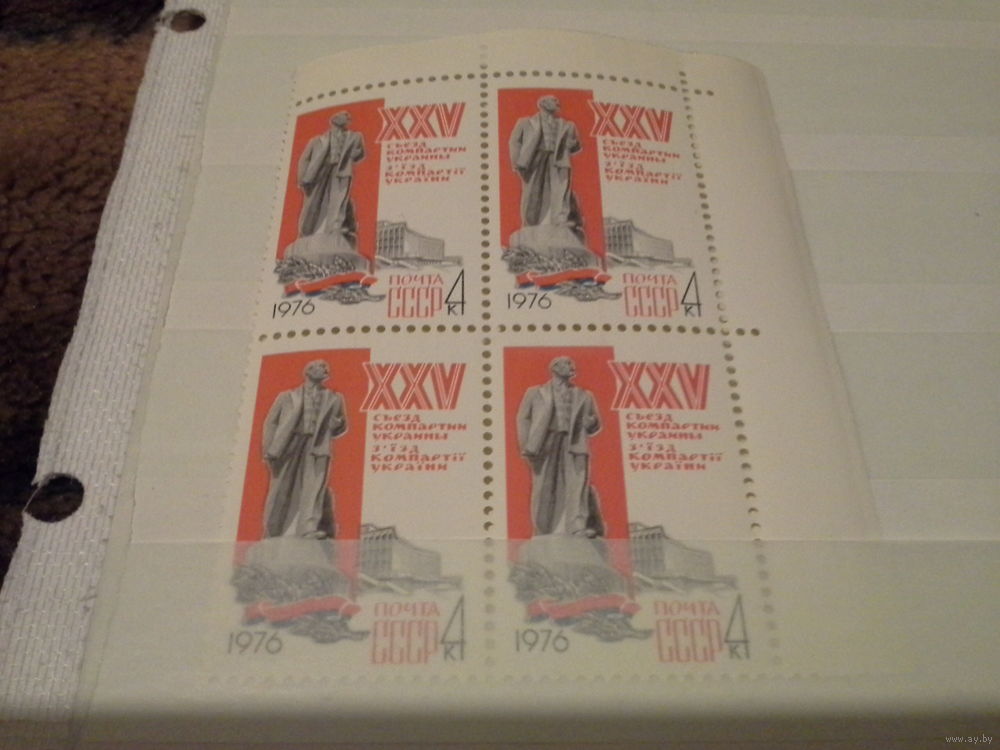 XXV
съезд
компартии
украины
з'їзд
компартії
україни
1976
ПОЧТА
СССР
4
к
XXV
съезд
компартии
украины
з'їзд
компартії
україни
1976
ПОЧТА
СССР
4
к
XXV
съезд
компартии
украины
з'їзд
компартії
україни
1976
ПОЧТА
СССР
4
к
XXV
съезд
компартии
украины
з'їзд
компартії
україни
1976
ПОЧТА
СССР
4
к
www.ay.by